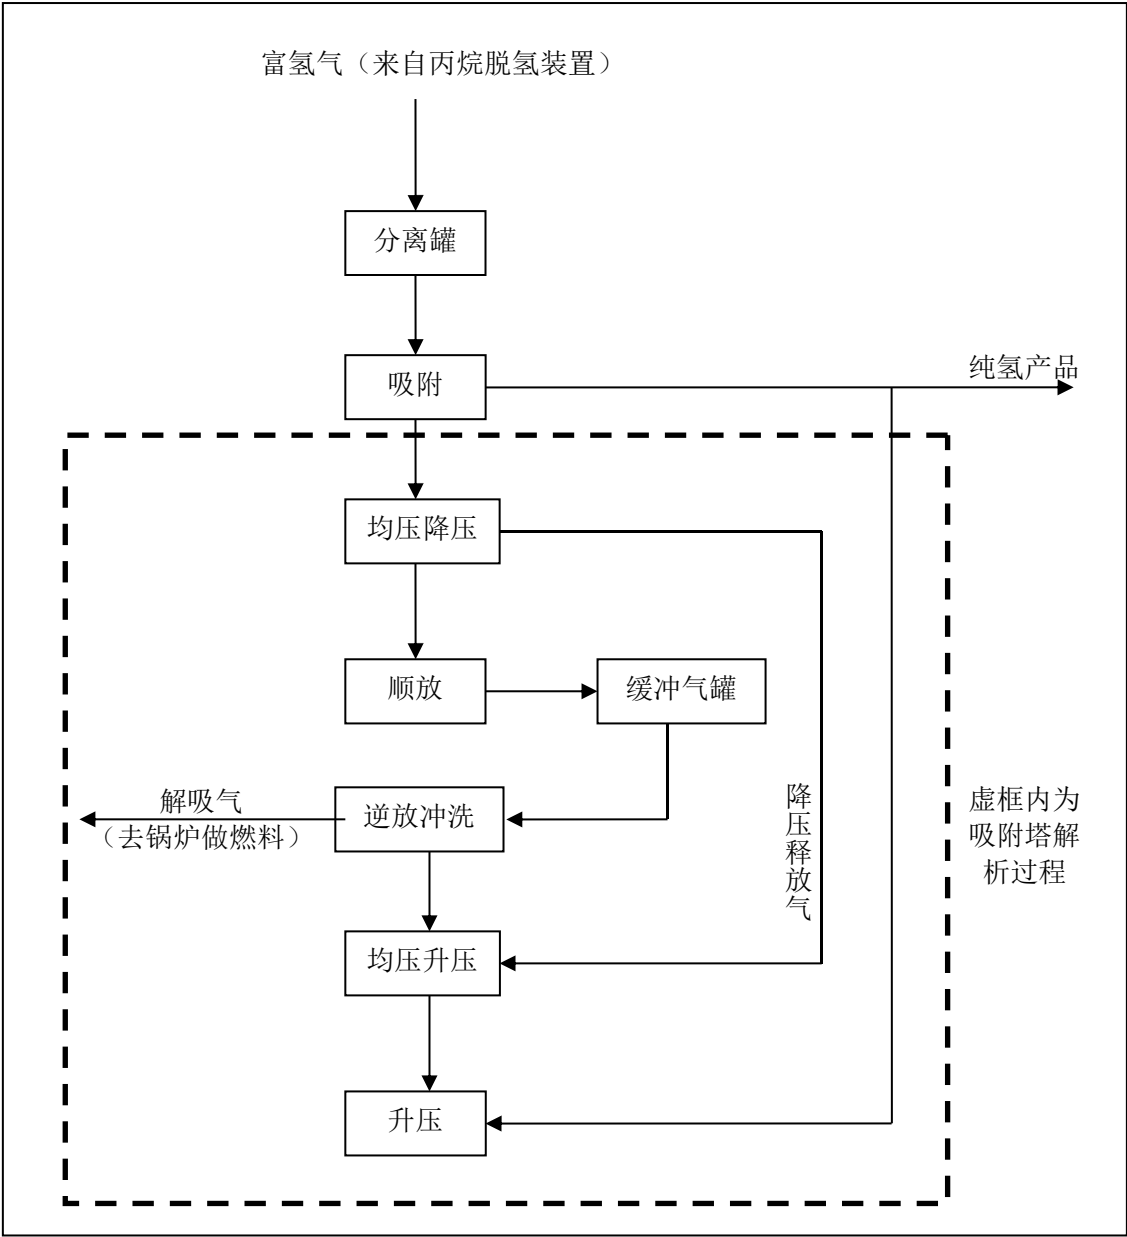 富氢气（来自丙烷脱氢装置）
分离罐
吸附
纯氢产品
均压降压
顺放
缓冲气罐
解吸气
（去锅炉做燃料）
逆放冲洗
降压释放气
虚框内为
吸附塔解
析过程
均压升压
升压